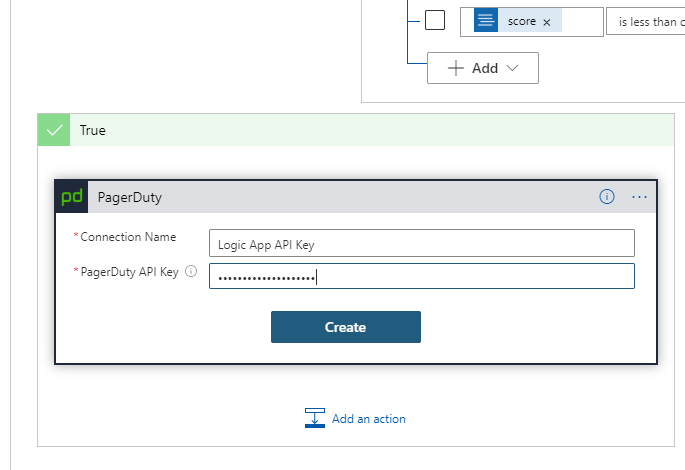 score ×
is less than o
Add
True
pd PagerDuty
*Connection Name
Logic App API Key
*PagerDuty API Key
••••••••••••••••••••
Create
Add an action